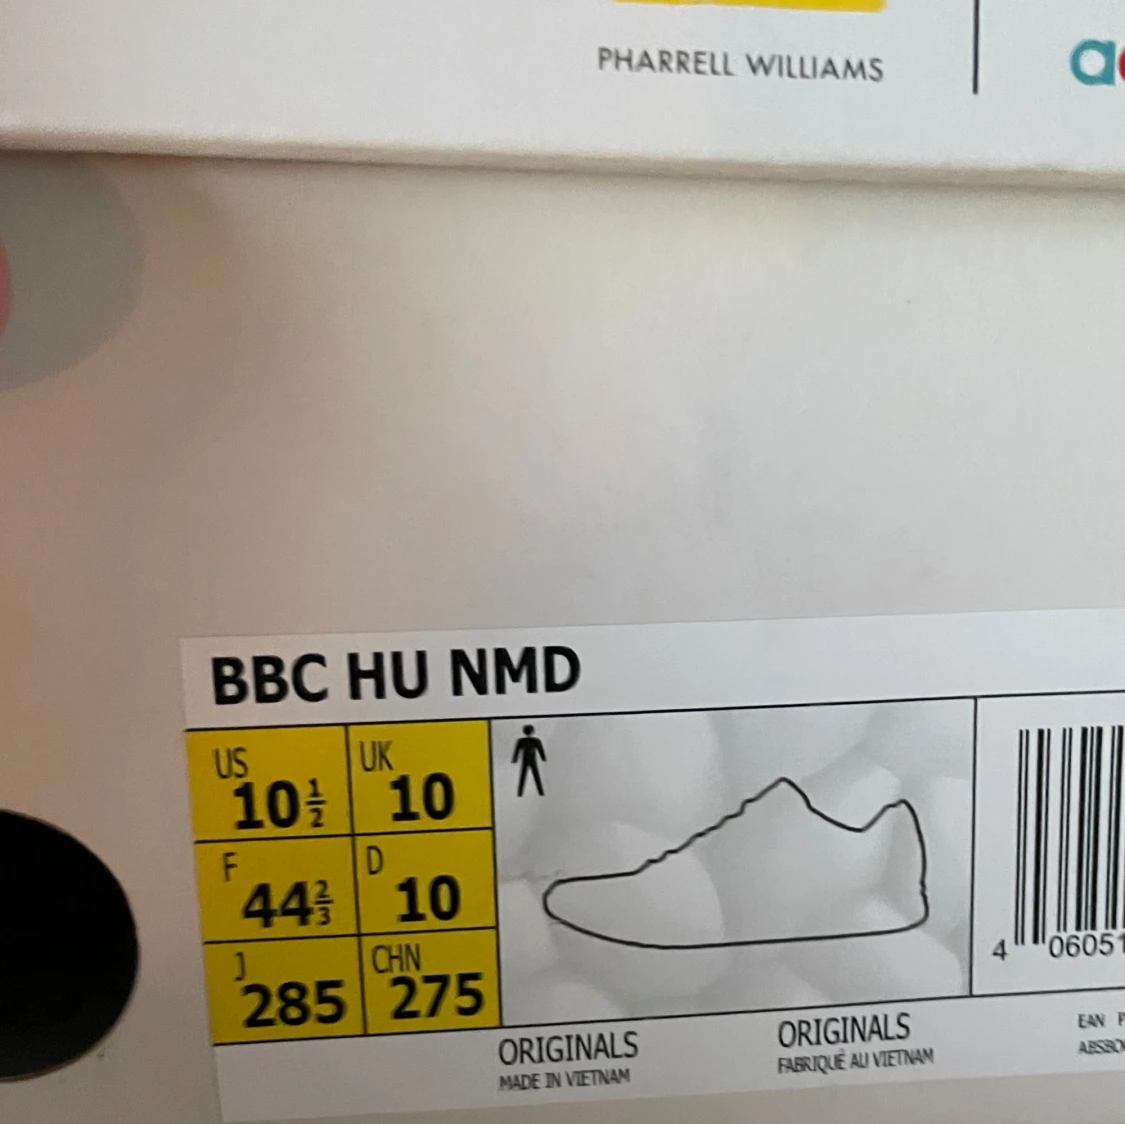 PHARRELL WILLIAMS
BBC HU NMD
US
10½
UK
10
F
44⅔
D
10
J
285
CHN
275
4 06051
ORIGINALS
MADE IN VIETNAM
ORIGINALS
FABRIQUÉ AU VIETNAM
EAN